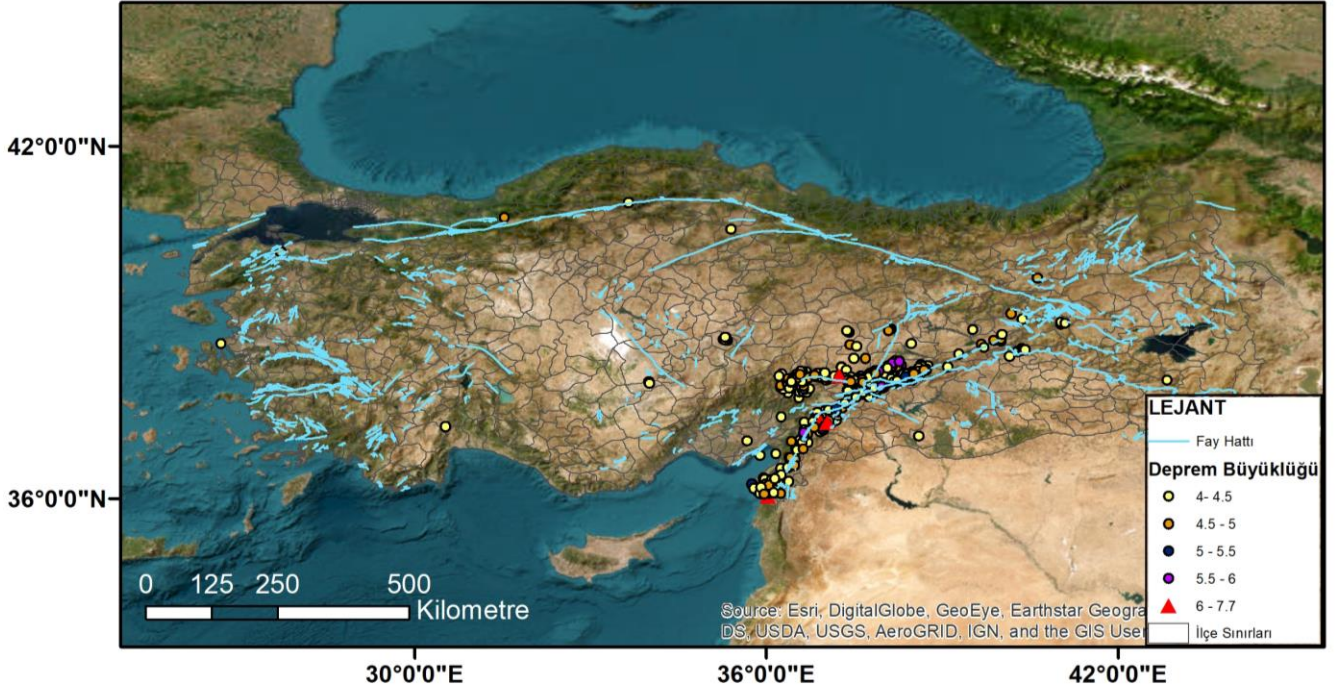 42°0'0"N
36°0'0"N
LEJANT
Fay Hattı
Deprem Büyüklüğü
4- 4.5
4.5 - 5
5 - 5.5
5.5 - 6
6 - 7.7
İlçe Sınırları
0 125 250 500
Kilometre
Source: Esri, DigitalGlobe, GeoEye, Earthstar Geogra
DS, USDA, USGS, AeroGRID, IGN, and the GIS User
30°0'0"E 36°0'0"E 42°0'0"E